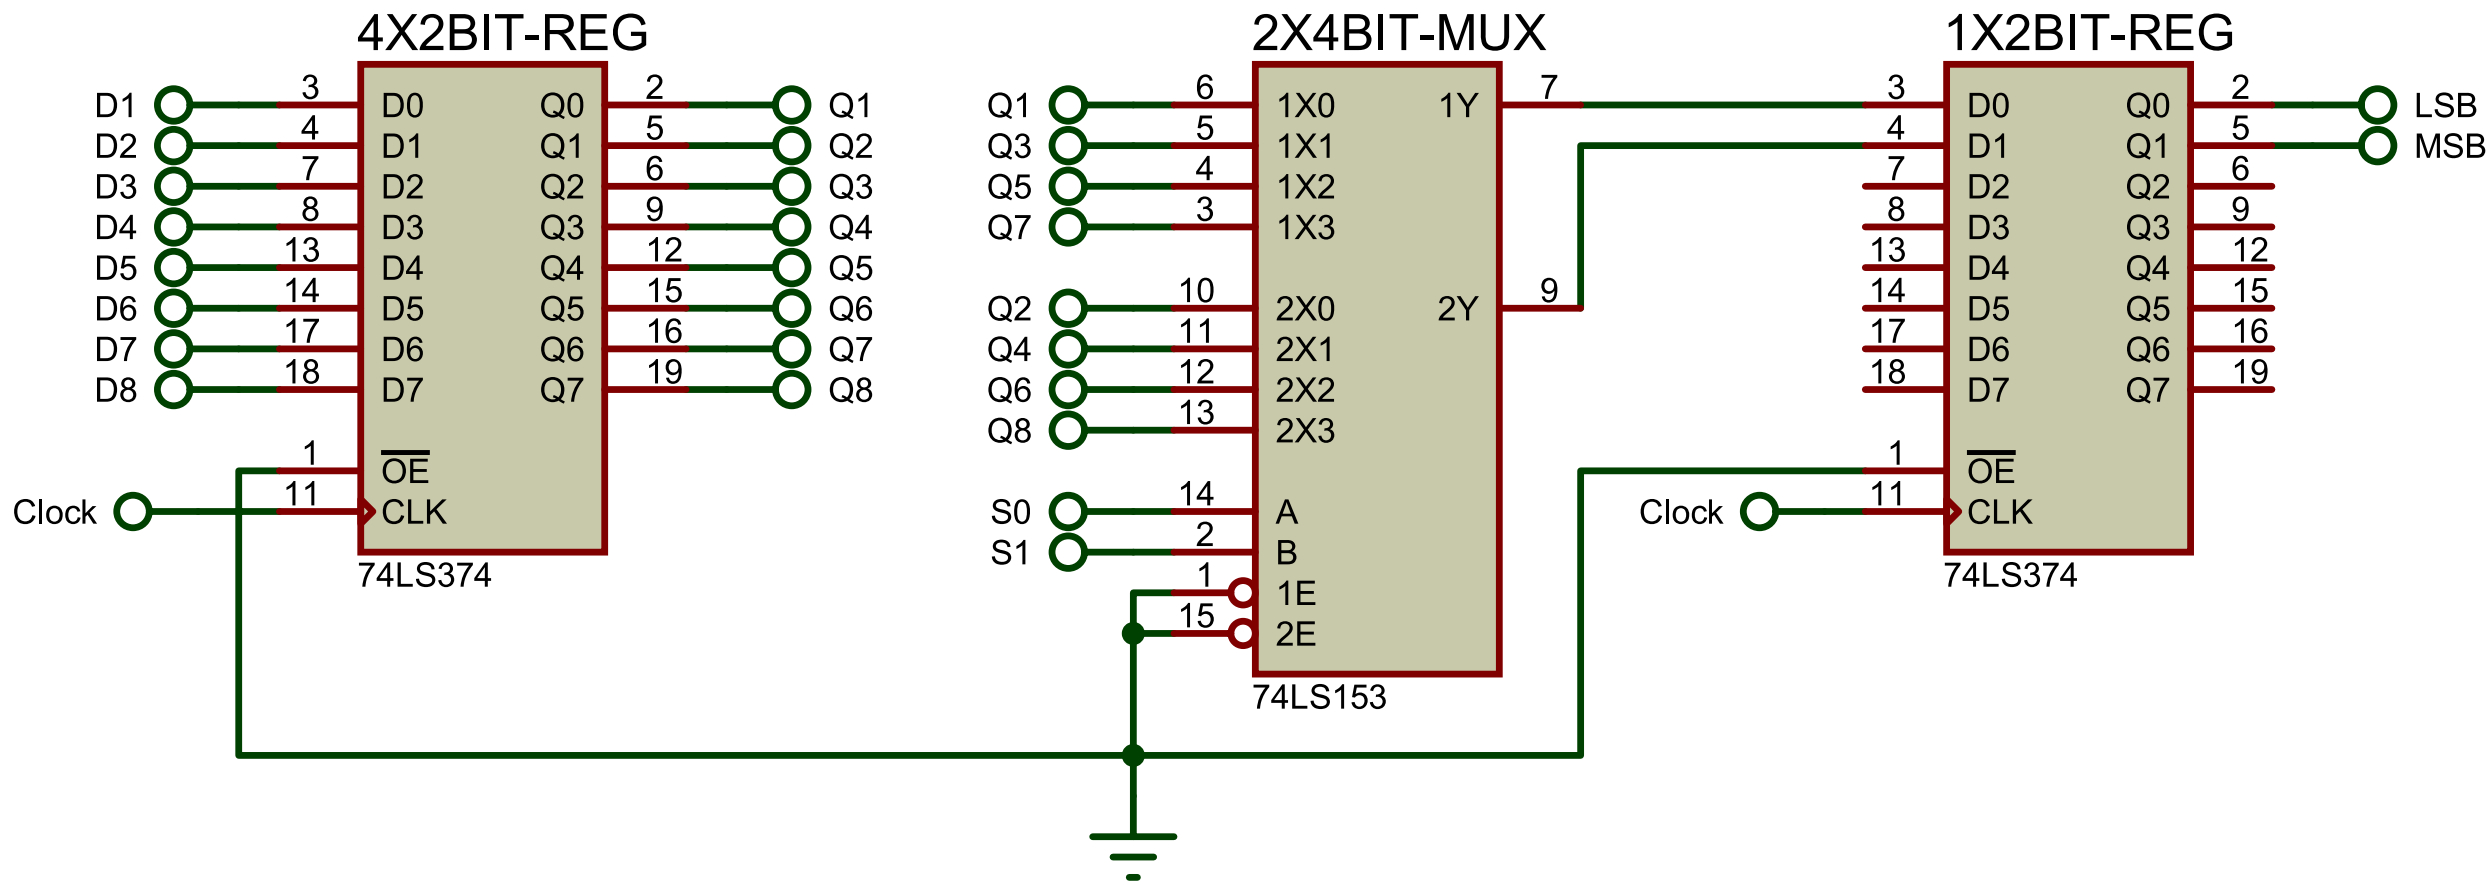 4X2BIT-REG 2X4BIT-MUX 1X2BIT-REG
D1 3 D0 Q0 2 Q1 Q1 6 1X0 1Y 7 3 D0 Q0 2 LSB
D2 4 D1 Q1 5 Q2 Q3 5 1X1 4 D1 Q1 5 MSB
D3 7 D2 Q2 6 Q3 Q5 4 1X2 7 D2 Q2 6
D4 8 D3 Q3 9 Q4 Q7 3 1X3 8 D3 Q3 9
D5 13 D4 Q4 12 Q5 13 D4 Q4 12
D6 14 D5 Q5 15 Q6 Q2 10 2X0 2Y 9 14 D5 Q5 15
D7 17 D6 Q6 16 Q7 Q4 11 2X1 17 D6 Q6 16
D8 18 D7 Q7 19 Q8 Q6 12 2X2 18 D7 Q7 19
Q8 13 2X3
1 OE 1 OE
Clock 11 CLK S0 14 A Clock 11 CLK
S1 2 B
74LS374 1 1E 74LS374
15 2E
74LS153